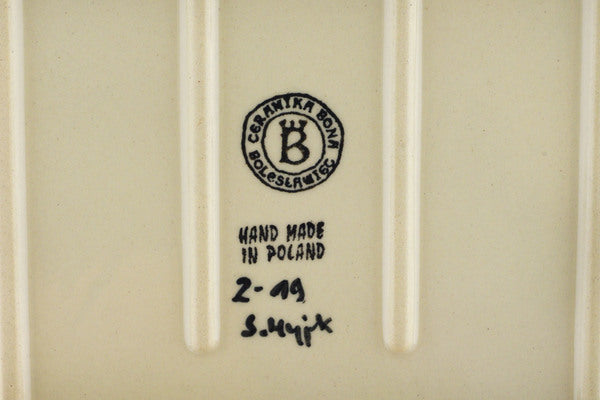 CERAMIKA BONA
B
BOLESŁAWIEC
HAND MADE
IN POLAND
2-19